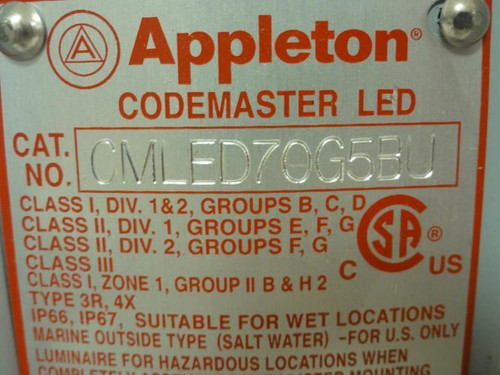 A Appleton®
CODEMASTER LED
CAT. NO. CMLED70G5BU
CLASS I, DIV. 1&2, GROUPS B, C, D
CLASS II, DIV. 1, GROUPS E, F, G
CLASS II, DIV. 2, GROUPS F, G
CLASS III
CLASS I, ZONE 1, GROUP II B & H 2
TYPE 3R, 4X
IP66, IP67, SUITABLE FOR WET LOCATIONS
MARINE OUTSIDE TYPE (SALT WATER) -FOR U.S. ONLY
LUMINAIRE FOR HAZARDOUS LOCATIONS WHEN
COMPLETELY
SA ®
C US